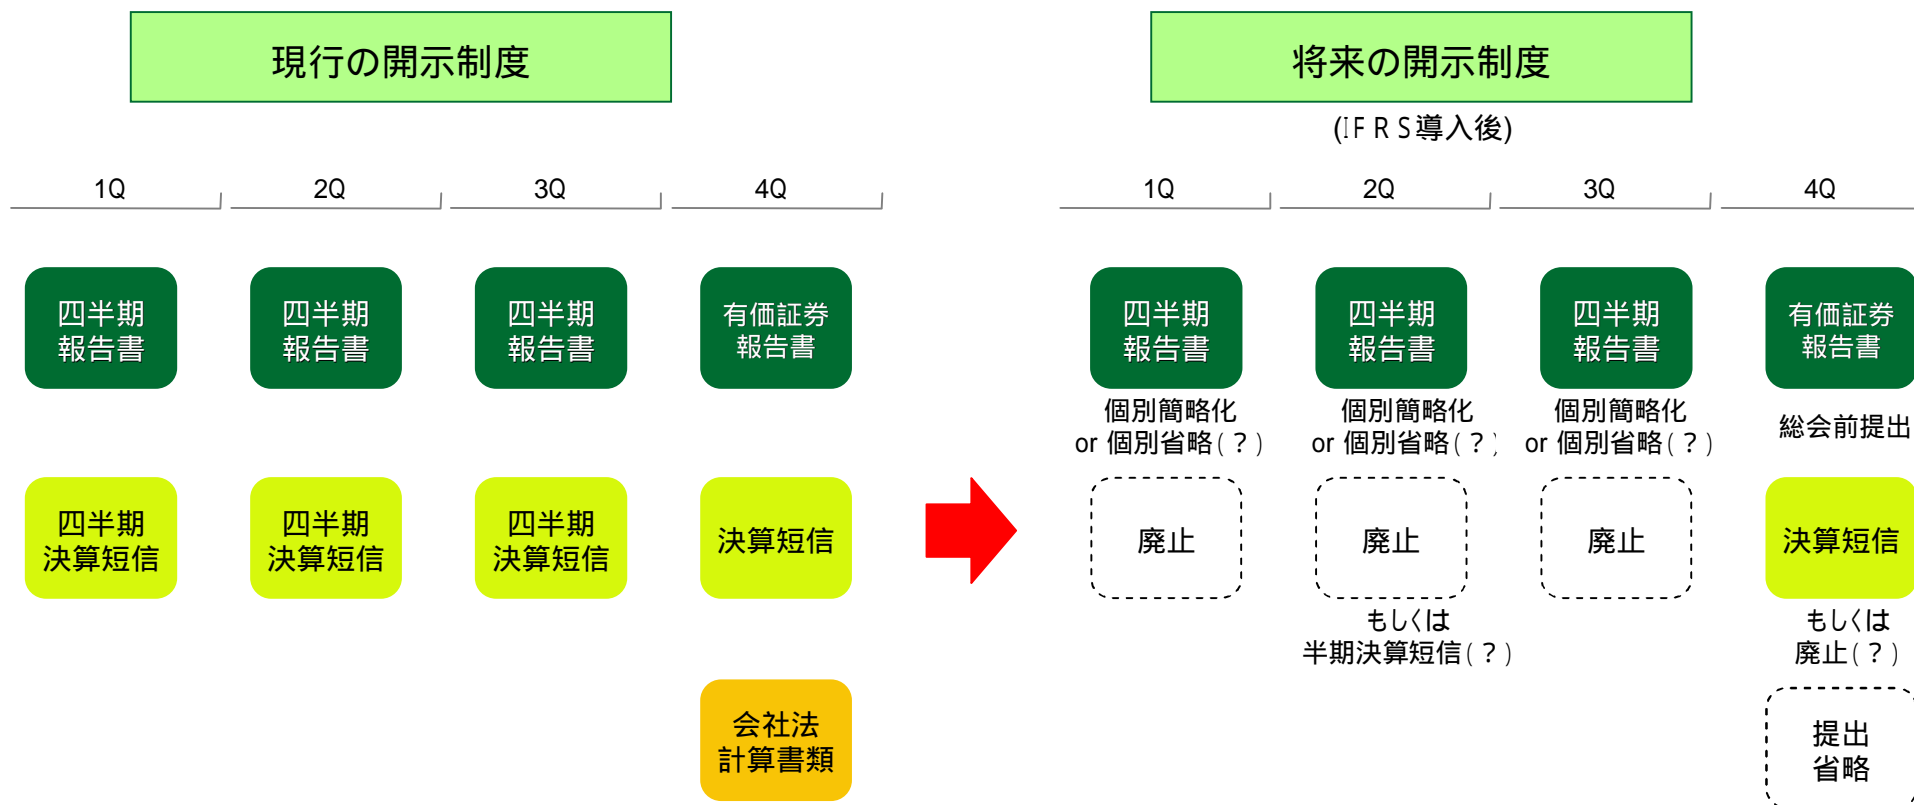 現行の開示制度
将来の開示制度
(IFRS導入後)
1Q
2Q
3Q
4Q
1Q
2Q
3Q
4Q
四半期
報告書
四半期
報告書
四半期
報告書
有価証券
報告書
四半期
報告書
四半期
報告書
四半期
報告書
有価証券
報告書
個別簡略化
or 個別省略(?)
個別簡略化
or 個別省略(?)
個別簡略化
or 個別省略(?)
総会前提出
四半期
決算短信
四半期
決算短信
四半期
決算短信
決算短信
廃止
廃止
廃止
決算短信
もしくは
半期決算短信(?)
もしくは
廃止(?)
会社法
計算書類
提出
省略